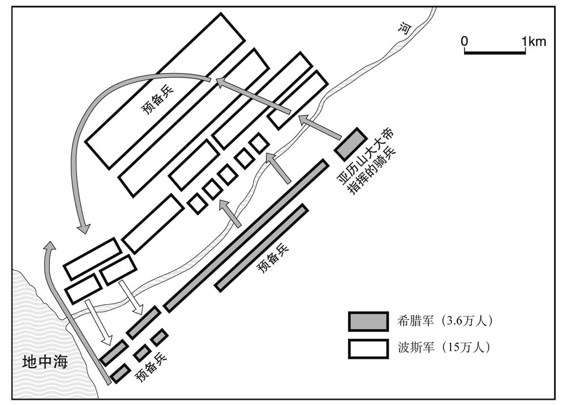 河
0 1km
预备兵
亚历山大大帝
指挥的骑兵
预备兵
希腊军（3.6万人）
波斯军（15万人）
地中海
预备兵